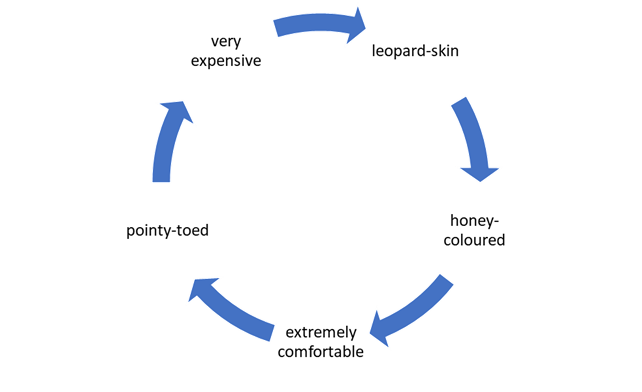 very
expensive
leopard-skin
honey-
coloured
extremely
comfortable
pointy-toed